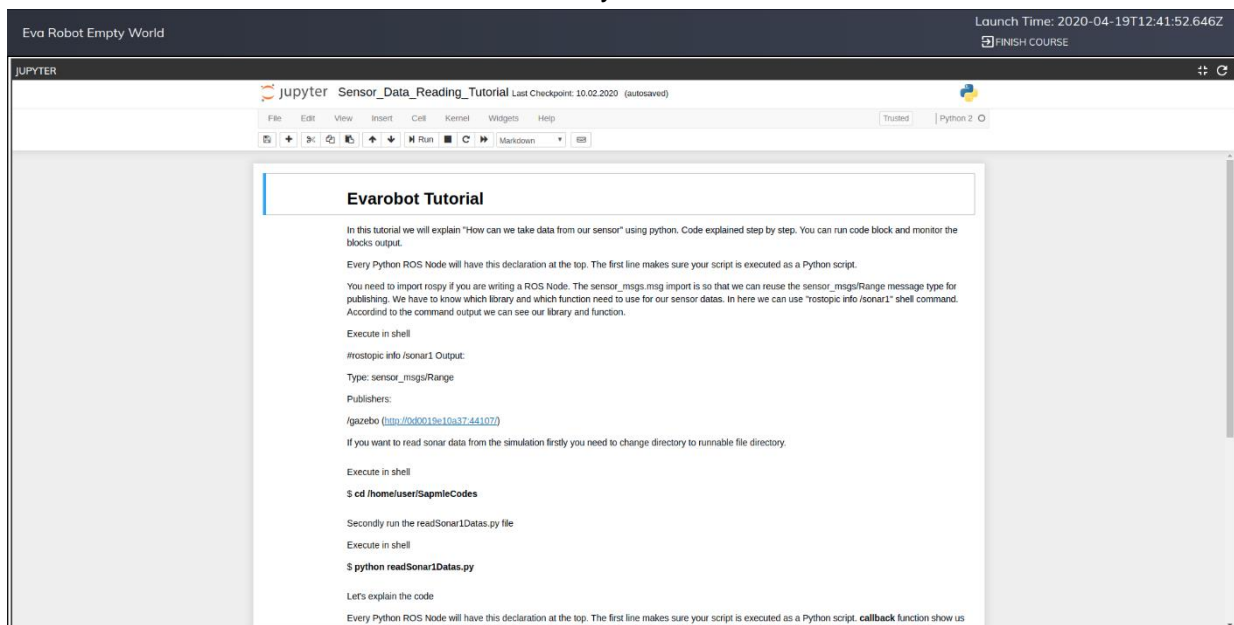 Eva Robot Empty World
Launch Time: 2020-04-19T12:41:52.646Z
FINISH COURSE
JUPYTER
jupyter Sensor_Data_Reading_Tutorial Last Checkpoint: 10.02.2020 (autosaved)
File Edit View Insert Cell Kernel Widgets Help
Trusted
Python 2
Run
Markdown
Evarobot Tutorial
In this tutorial we will explain "How can we take data from our sensor" using python. Code explained step by step. You can run code block and monitor the
blocks output.
Every Python ROS Node will have this declaration at the top. The first line makes sure your script is executed as a Python script.
You need to import rospy if you are writing a ROS Node. The sensor_msgs.msg import is so that we can reuse the sensor_msgs/Range message type for
publishing. We have to know which library and which function need to use for our sensor datas. In here we can use "rostopic info /sonar1" shell command.
Accordind to the command output we can see our library and function.
Execute in shell
#rostopic info /sonar1 Output:
Type: sensor_msgs/Range
Publishers:
/gazebo (http://0d0019e10a37:44107/)
If you want to read sonar data from the simulation firstly you need to change directory to runnable file directory.
Execute in shell
$ cd /home/user/SapmleCodes
Secondly run the readSonar1Datas.py file
Execute in shell
$ python readSonar1Datas.py
Let's explain the code
Every Python ROS Node will have this declaration at the top. The first line makes sure your script is executed as a Python script. callback function show us